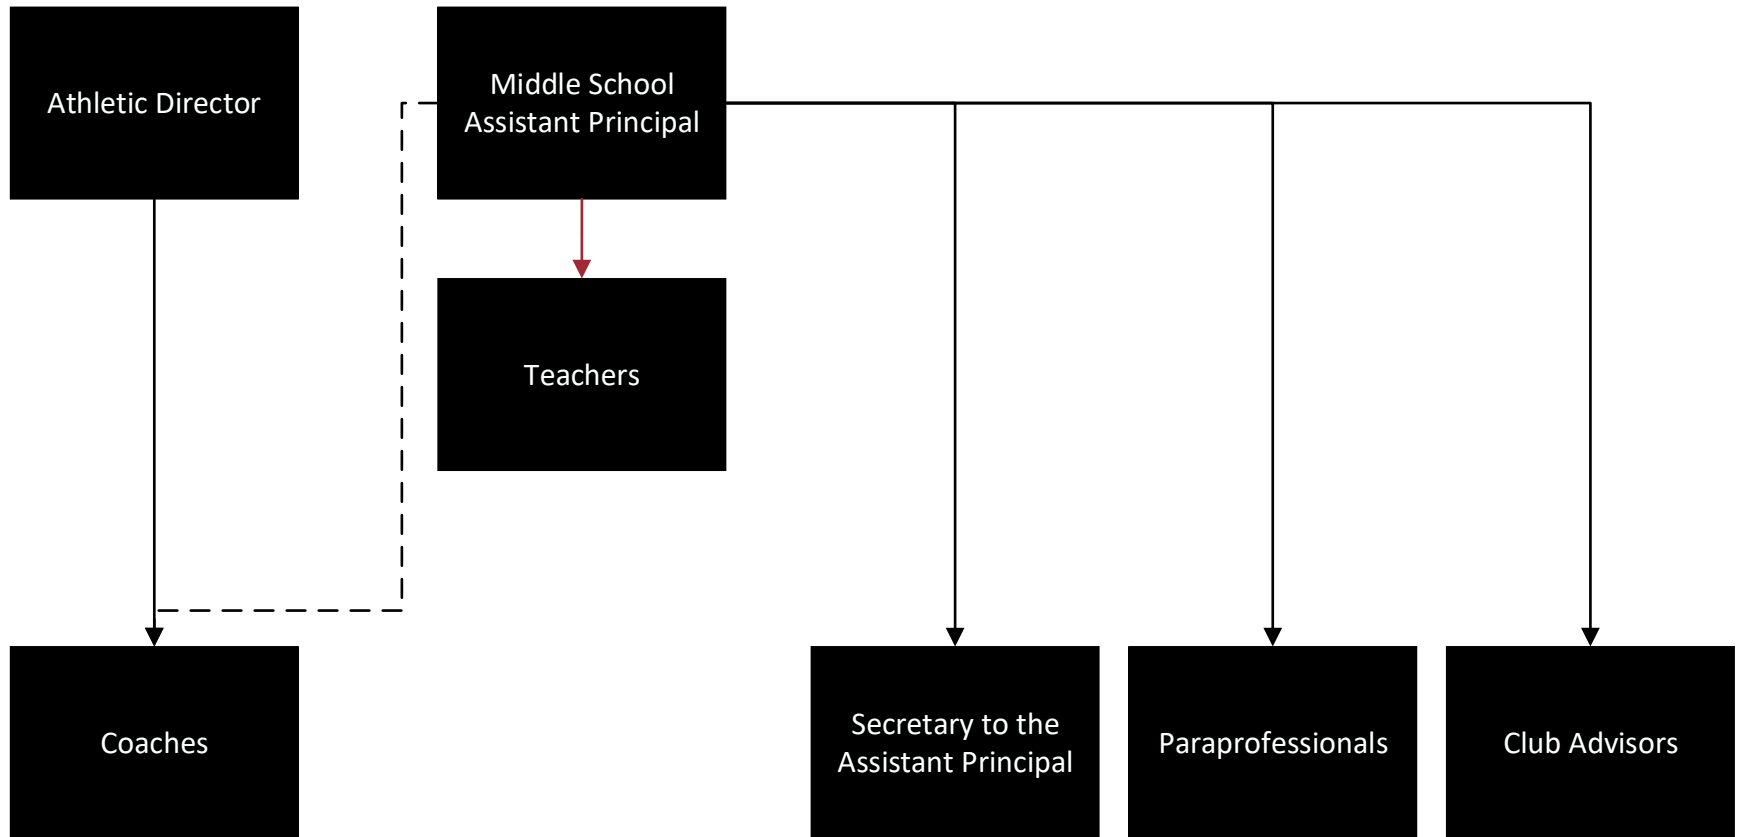 Athletic Director
Middle School
Assistant Principal
Teachers
Coaches
Secretary to the
Assistant Principal
Paraprofessionals
Club Advisors